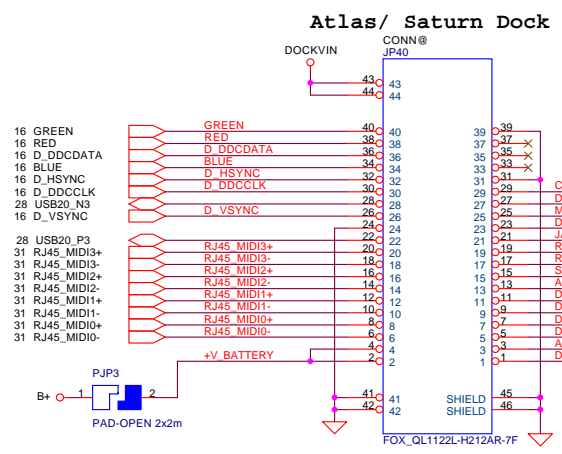 Atlas/ Saturn Dock
CONN@
JP40
DOCKVIN
43 43
44 44
16 GREEN GREEN 40 40 39 39
16 RED RED 38 38 37 37
16 D_DDCDATA D_DDCDATA 36 36 35 35
16 BLUE BLUE 34 34 33 33
16 D_HSYNC D_HSYNC 32 32 31 31
16 D_DDCCLK D_DDCCLK 30 30 29 29 C
28 USB20_N3 28 28 27 27 D
16 D_VSYNC D_VSYNC 26 26 25 25 M
24 24 23 23 D
28 USB20_P3 22 22 21 21 JA
31 RJ45_MIDI3+ RJ45_MIDI3+ 20 20 19 19 R
31 RJ45_MIDI3- RJ45_MIDI3- 18 18 17 17 R
31 RJ45_MIDI2+ RJ45_MIDI2+ 16 16 15 15 S
31 RJ45_MIDI2- RJ45_MIDI2- 14 14 13 13 A
31 RJ45_MIDI1+ RJ45_MIDI1+ 12 12 11 11 D
31 RJ45_MIDI1- RJ45_MIDI1- 10 10 9 9 D
31 RJ45_MIDI0+ RJ45_MIDI0+ 8 8 7 7 D
31 RJ45_MIDI0- RJ45_MIDI0- 6 6 5 5 D
4 4 3 3 A
+V_BATTERY 2 2 1 1 D
PJP3
B+ 1 2
PAD-OPEN 2x2m
41 41 SHIELD 45
42 42 SHIELD 46
FOX_QL1122L-H212AR-7F